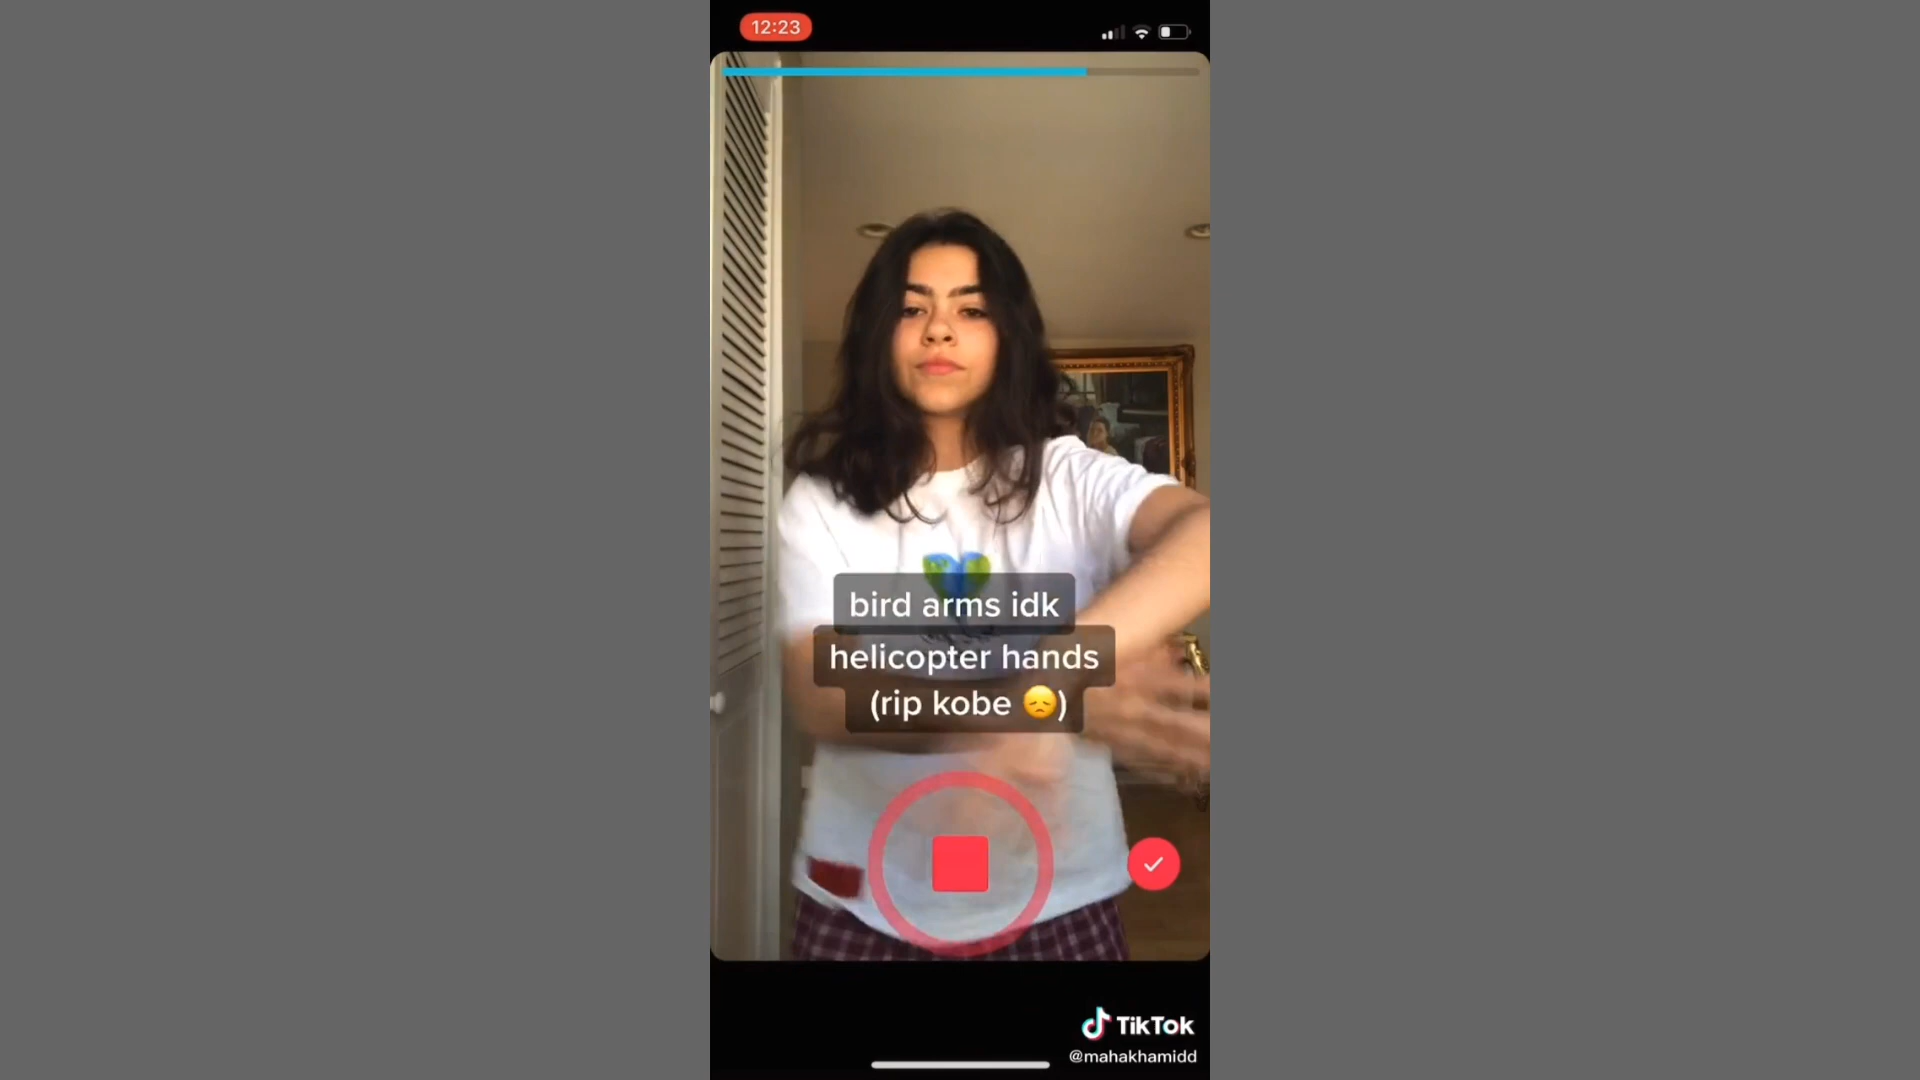 12:23
bird arms idk
helicopter hands
(rip kobe 😞)
TikTok
@mahakhamidd